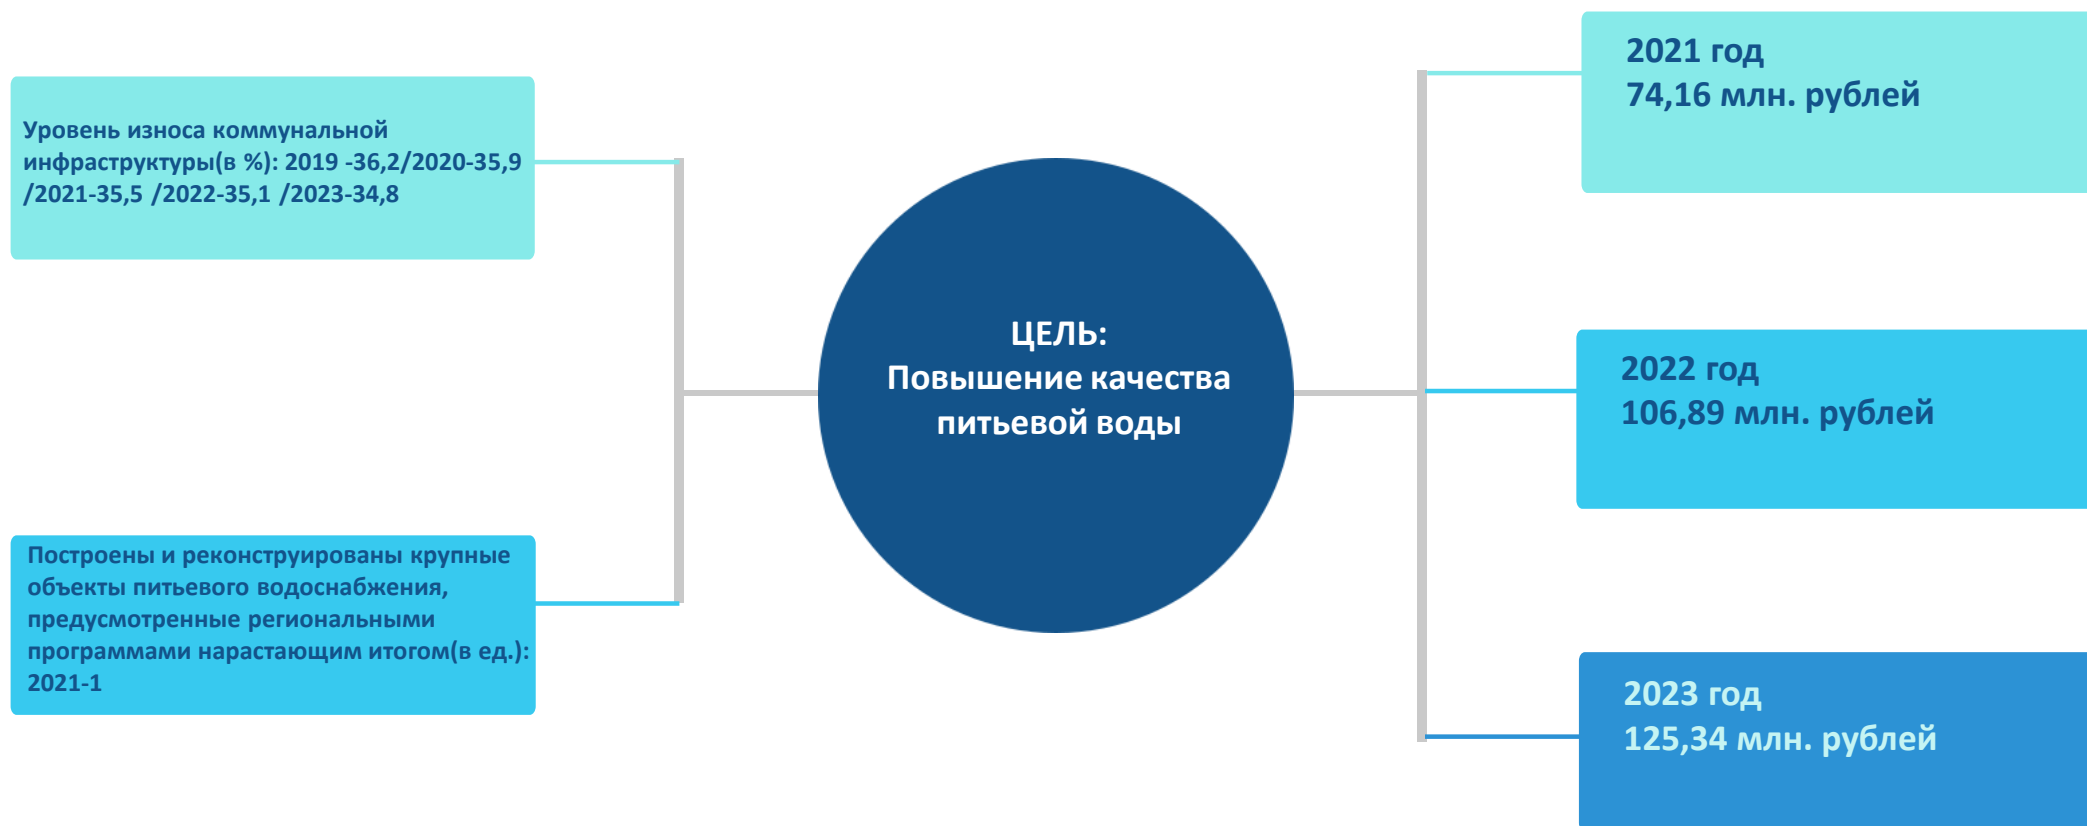 Уровень износа коммунальной
инфраструктуры(в %): 2019 -36,2/2020-35,9
/2021-35,5 /2022-35,1 /2023-34,8
Построены и реконструированы крупные
объекты питьевого водоснабжения,
предусмотренные региональными
программами нарастающим итогом(в ед.):
2021-1
ЦЕЛЬ:
Повышение качества
питьевой воды
2021 год
74,16 млн. рублей
2022 год
106,89 млн. рублей
2023 год
125,34 млн. рублей